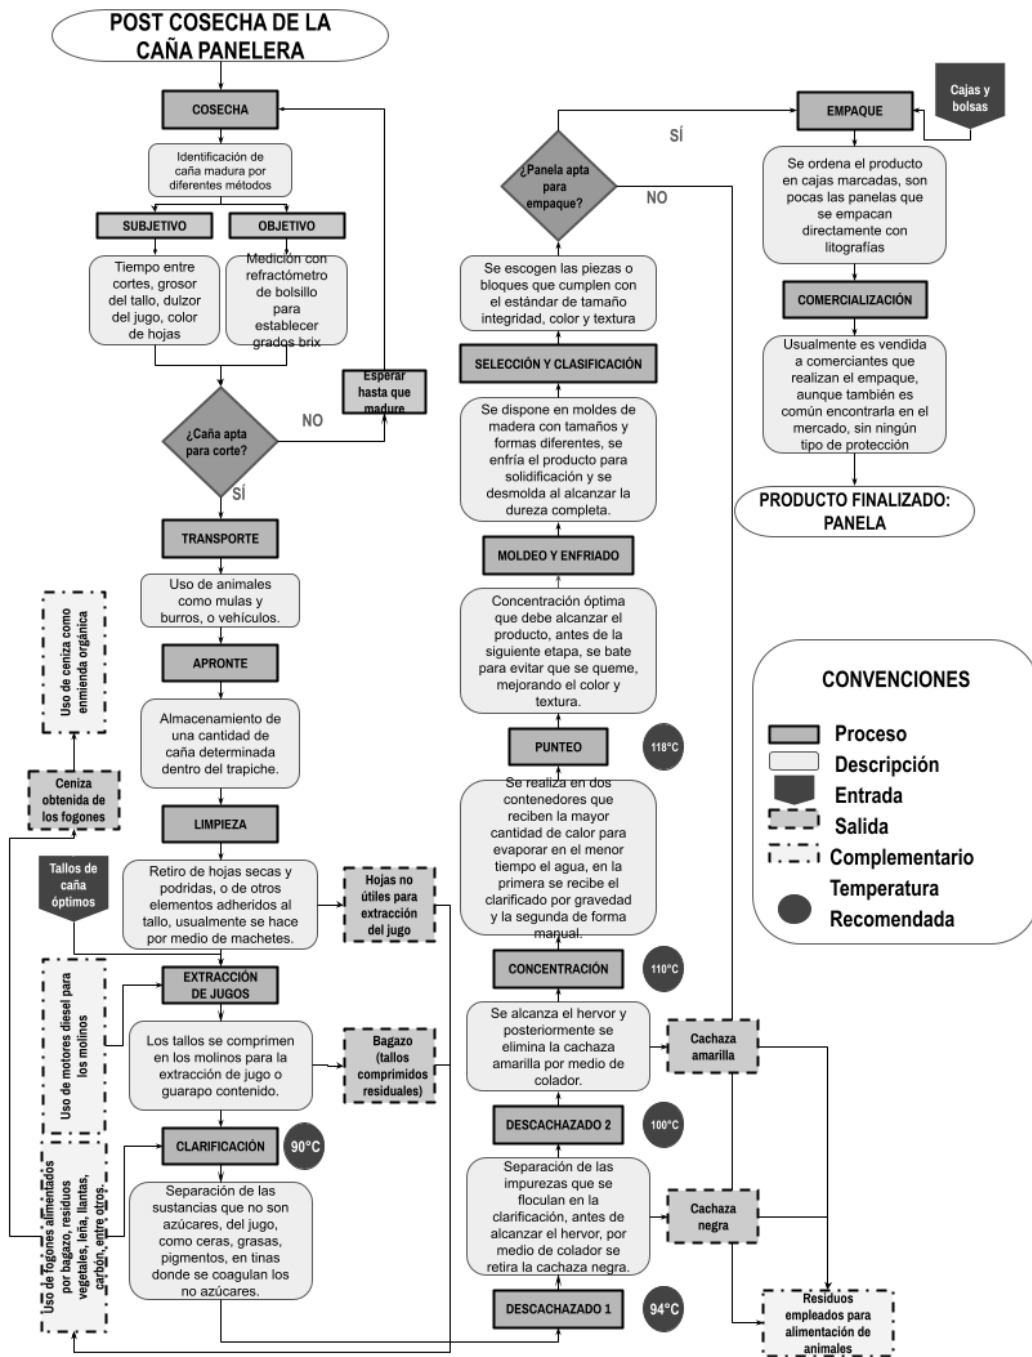 POST COSECHA DE LA
CAÑA PANELERA
COSECHA
Identificación de
caña madura por
diferentes métodos
SUBJETIVO
OBJETIVO
Tiempo entre
cortes, grosor
del tallo, dulzor
del jugo, color
de hojas
Medición con
refractómetro
de bolsillo
para
establecer
grados brix
Esperar
hasta que
madure
¿Caña apta
para corte?
NO
SÍ
TRANSPORTE
Uso de animales
como mulas y
burros, o vehículos.
APRONTE
Almacenamiento de
una cantidad de
caña determinada
dentro del trapiche.
LIMPIEZA
Retiro de hojas secas y
podridas, o de otros
elementos adheridos al
tallo, usualmente se hace
por medio de machetes.
Hojas no
útiles para
extracción
del jugo
Uso de ceniza como
enmienda orgánica
Ceniza
obtenida de
los fogones
Tallos de
caña
óptimos
EXTRACCIÓN
DE JUGOS
Uso de motores diesel para
los molinos
Los tallos se comprimen
en los molinos para la
extracción de jugo o
guarapo contenido.
Bagazo
(tallos
comprimidos
residuales)
CLARIFICACIÓN
90°C
Uso de fogones alimentados
por bagazo, residuos
vegetales, leña, llantas,
carbón, entre otros.
Separación de las
sustancias que no son
azúcares, del jugo,
como ceras, grasas,
pigmentos, en tinas
donde se coagulan los
no azúcares.
DESCACHAZADO 1
94°C
Separación de las
impurezas que se
floculan en la
clarificación, antes de
alcanzar el hervor, por
medio de colador se
retira la cachaza negra.
Cachaza
negra
DESCACHAZADO 2
100°C
Se alcanza el hervor y
posteriormente se
elimina la cachaza
amarilla por medio de
colador.
Cachaza
amarilla
Residuos
empleados para
alimentación de
animales
CONCENTRACIÓN
110°C
Se realiza en dos
contenedores que
reciben la mayor
cantidad de calor para
evaporar en el menor
tiempo el agua, en la
primera se recibe el
clarificado por gravedad
y la segunda de forma
manual.
PUNTEO
118°C
Concentración óptima
que debe alcanzar el
producto, antes de la
siguiente etapa, se bate
para evitar que se queme,
mejorando el color y
textura.
MOLDEO Y ENFRIADO
Se dispone en moldes de
madera con tamaños y
formas diferentes, se
enfría el producto para
solidificación y se
desmolda al alcanzar la
dureza completa.
SELECCIÓN Y CLASIFICACIÓN
Se escogen las piezas o
bloques que cumplen con
el estándar de tamaño
integridad, color y textura
¿Panela apta
para
empaque?
SÍ
NO
EMPAQUE
Cajas y
bolsas
Se ordena el producto
en cajas marcadas, son
pocas las panelas que
se empacan
directamente con
litografías
COMERCIALIZACIÓN
Usualmente es vendida
a comerciantes que
realizan el empaque,
aunque también es
común encontrarla en el
mercado, sin ningún
tipo de protección
PRODUCTO FINALIZADO:
PANELA
CONVENCIONES
Proceso
Descripción
Entrada
Salida
Complementario
Temperatura
Recomendada